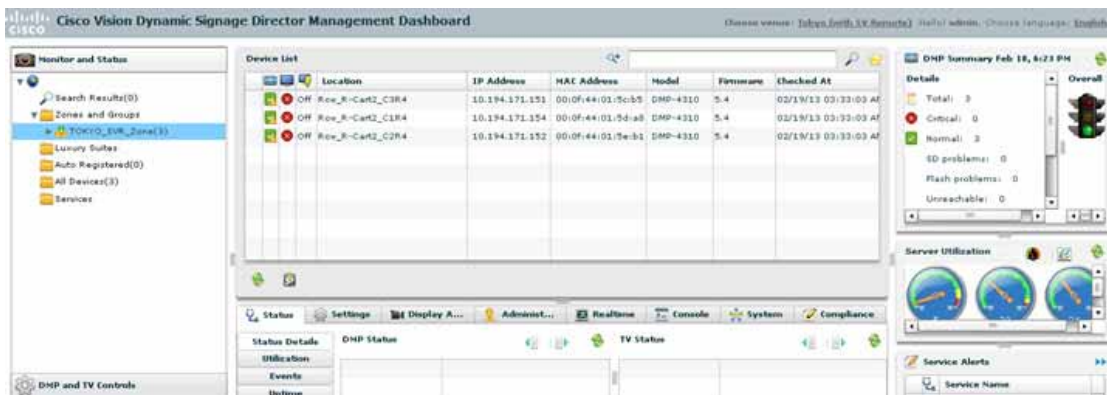 CISCO
Cisco Vision Dynamic Signage Director Management Dashboard
Choose venue: Tokyo (with SV Remote) Hello! admin. Choose language: English
Monitor and Status
Search Results(0)
Zones and Groups
TOKYO_EVR_Zone(3)
Luxury Suites
Auto Registered(0)
All Devices(3)
Services
DMP and TV Controls
Device List
Location IP Address MAC Address Model Firmware Checked At
Off Row_R-Cart2_C3R4 10.194.171.151 00:0f:44:01:5c:b5 DMP-4310 5.4 02/19/13 03:33:03 AM
Off Row_R-Cart2_C1R4 10.194.171.154 00:0f:44:01:5d:a8 DMP-4310 5.4 02/19/13 03:33:03 AM
Off Row_R-Cart2_C2R4 10.194.171.152 00:0f:44:01:5e:b1 DMP-4310 5.4 02/19/13 03:33:03 AM
Status Settings Display A... Administ... Realtime Console System Compliance
Status Details
Utilization
Events
Uptime
DMP Status
TV Status
DMP Summary Feb 18, 6:23 PM
Details Overall
Total: 3
Critical: 0
Normal: 3
SD problems: 0
Flash problems: 0
Unreachable: 0
Server Utilization
Service Alerts
Service Name